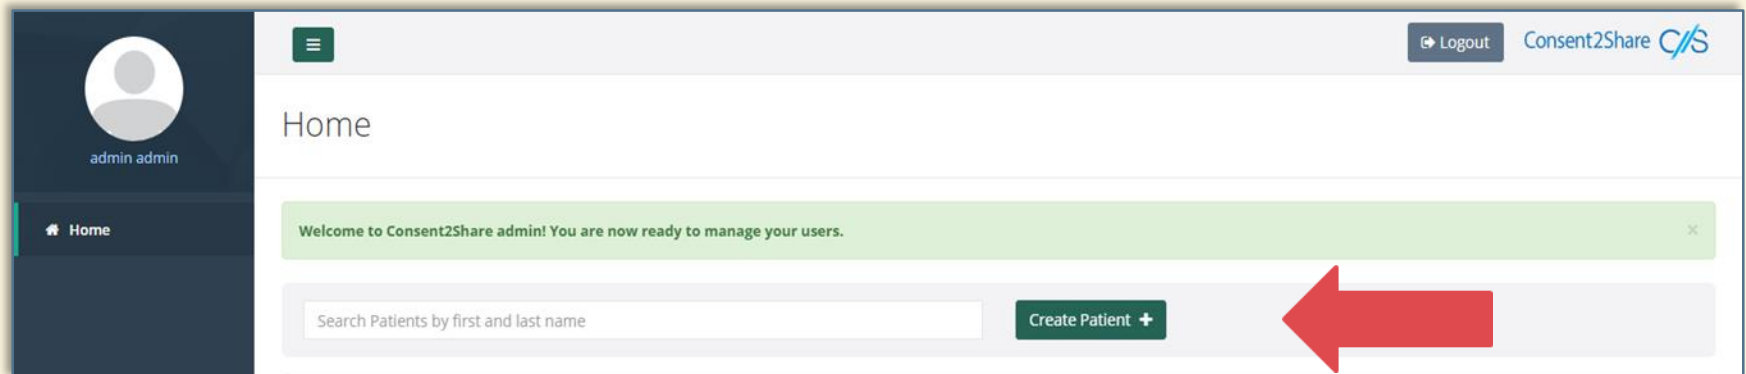 Logout
Consent2Share C//S
Home
admin admin
Home
Welcome to Consent2Share admin! You are now ready to manage your users.
×
Search Patients by first and last name
Create Patient +